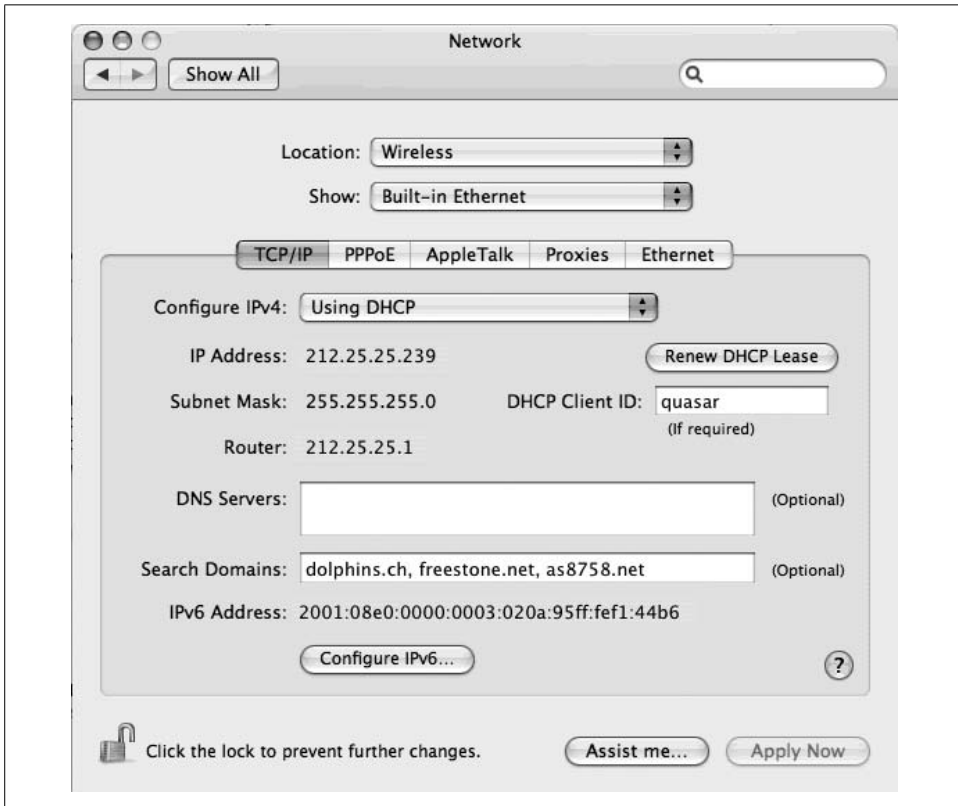 Network
Show All
Location: Wireless
Show: Built-in Ethernet
TCP/IP PPPoE AppleTalk Proxies Ethernet
Configure IPv4: Using DHCP
IP Address: 212.25.25.239 Renew DHCP Lease
Subnet Mask: 255.255.255.0 DHCP Client ID: quasar
(If required)
Router: 212.25.25.1
DNS Servers: (Optional)
Search Domains: dolphins.ch, freestone.net, as8758.net (Optional)
IPv6 Address: 2001:08e0:0000:0003:020a:95ff:fef1:44b6
Configure IPv6... ?
Click the lock to prevent further changes. Assist me... Apply Now